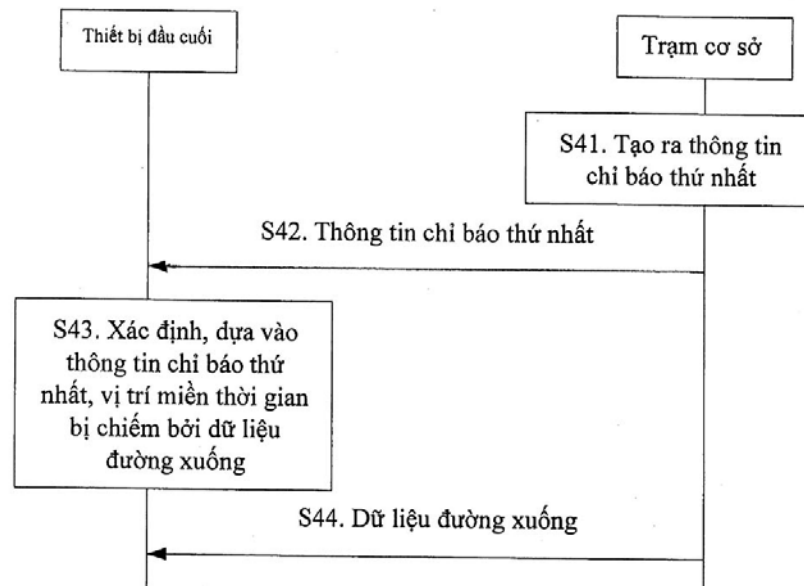 Thiết bị đầu cuối
Trạm cơ sở
S41. Tạo ra thông tin
chỉ báo thứ nhất
S42. Thông tin chỉ báo thứ nhất
S43. Xác định, dựa vào
thông tin chỉ báo thứ
nhất, vị trí miền thời gian
bị chiếm bởi dữ liệu
đường xuống
S44. Dữ liệu đường xuống